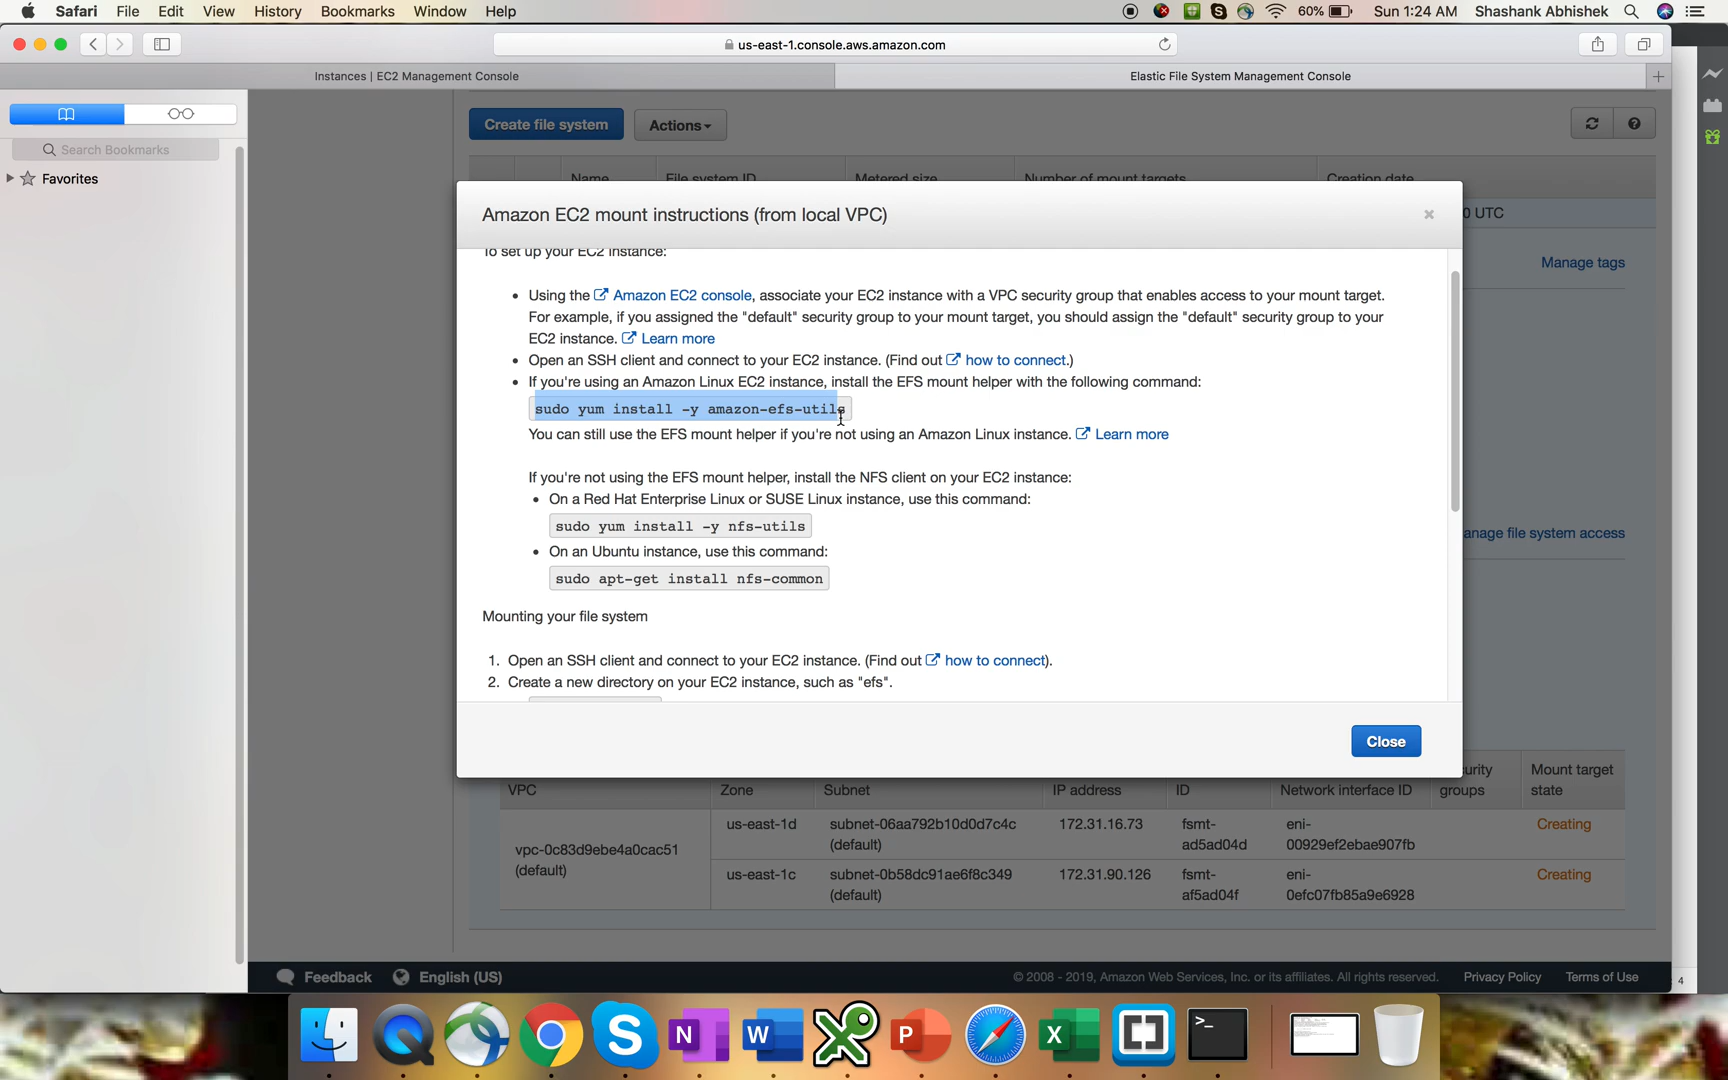 Safari File Edit View History Bookmarks Window Help 60% Sun 1:24 AM Shashank Abhishek
us-east-1.console.aws.amazon.com
Instances | EC2 Management Console Elastic File System Management Console
Search Bookmarks
Favorites
Create file system Actions
Name File system ID Metered size Number of mount targets Creation date
0 UTC
Manage tags
Amazon EC2 mount instructions (from local VPC)
To set up your EC2 instance:
• Using the Amazon EC2 console, associate your EC2 instance with a VPC security group that enables access to your mount target.
For example, if you assigned the "default" security group to your mount target, you should assign the "default" security group to your
EC2 instance. Learn more
• Open an SSH client and connect to your EC2 instance. (Find out how to connect.)
• If you're using an Amazon Linux EC2 instance, install the EFS mount helper with the following command:
sudo yum install -y amazon-efs-utils
You can still use the EFS mount helper if you're not using an Amazon Linux instance. Learn more
If you're not using the EFS mount helper, install the NFS client on your EC2 instance:
• On a Red Hat Enterprise Linux or SUSE Linux instance, use this command:
sudo yum install -y nfs-utils
• On an Ubuntu instance, use this command:
sudo apt-get install nfs-common
Mounting your file system
1. Open an SSH client and connect to your EC2 instance. (Find out how to connect).
2. Create a new directory on your EC2 instance, such as "efs".
Close
anage file system access
VPC Zone Subnet IP address ID Network interface ID urity groups Mount target state
vpc-0c83d9ebe4a0cac51 (default)
us-east-1d subnet-06aa792b10d0d7c4c (default) 172.31.16.73 fsmt-ad5ad04d eni-00929ef2ebae907fb Creating
us-east-1c subnet-0b58dc91ae6f8c349 (default) 172.31.90.126 fsmt-af5ad04f eni-0efc07fb85a9e6928 Creating
Feedback English (US) © 2008 - 2019, Amazon Web Services, Inc. or its affiliates. All rights reserved. Privacy Policy Terms of Use
4
S N W X P X >_